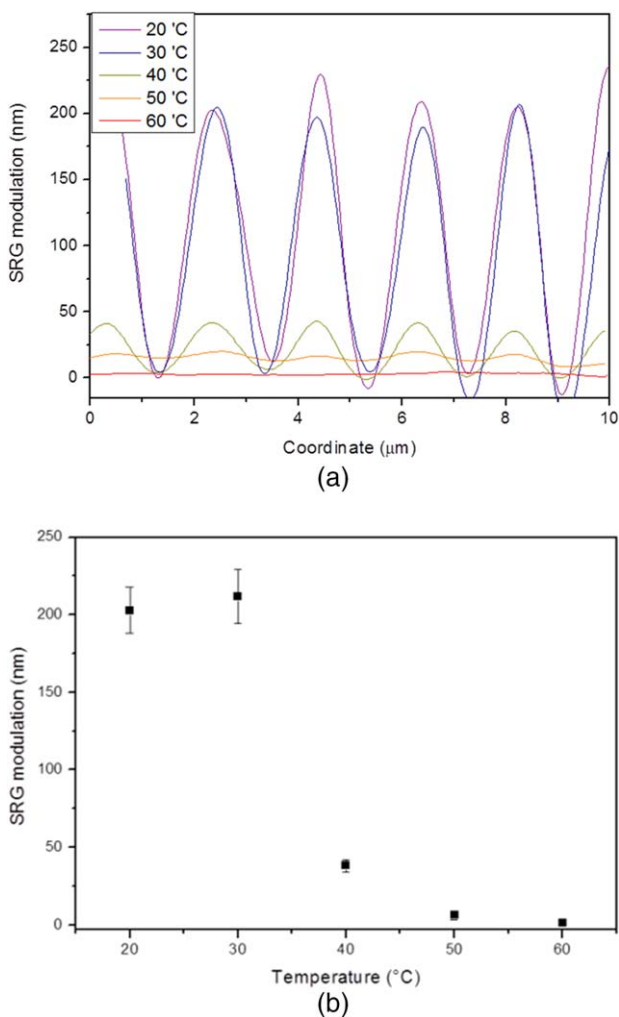 20 'C
30 'C
40 'C
50 'C
60 'C
250
200
150
100
50
0
SRG modulation (nm)
0 2 4 6 8 10
Coordinate (μm)
(a)
250
200
150
100
50
0
SRG modulation (nm)
20 30 40 50 60
Temperature (°C)
(b)